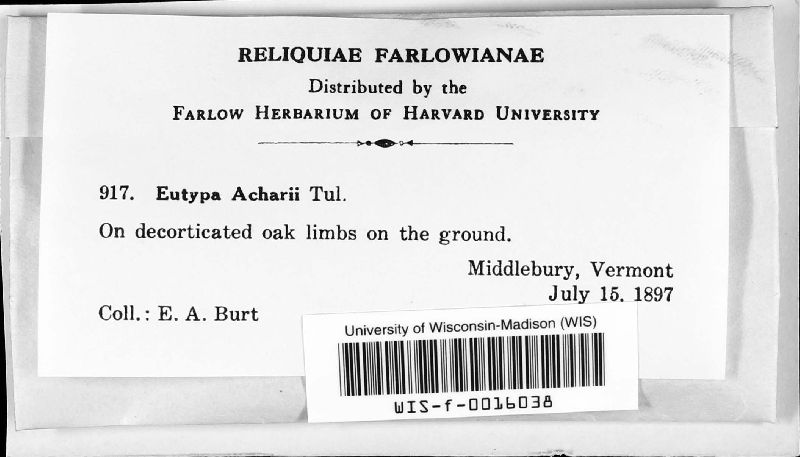 RELIQUIAE FARLOWIANAE
Distributed by the
FARLOW HERBARIUM OF HARVARD UNIVERSITY
917. Eutypa Acharii Tul.
On decorticated oak limbs on the ground.
Middlebury, Vermont
July 15. 1897
Coll.: E. A. Burt
University of Wisconsin-Madison (WIS)
WIS-f-0016038